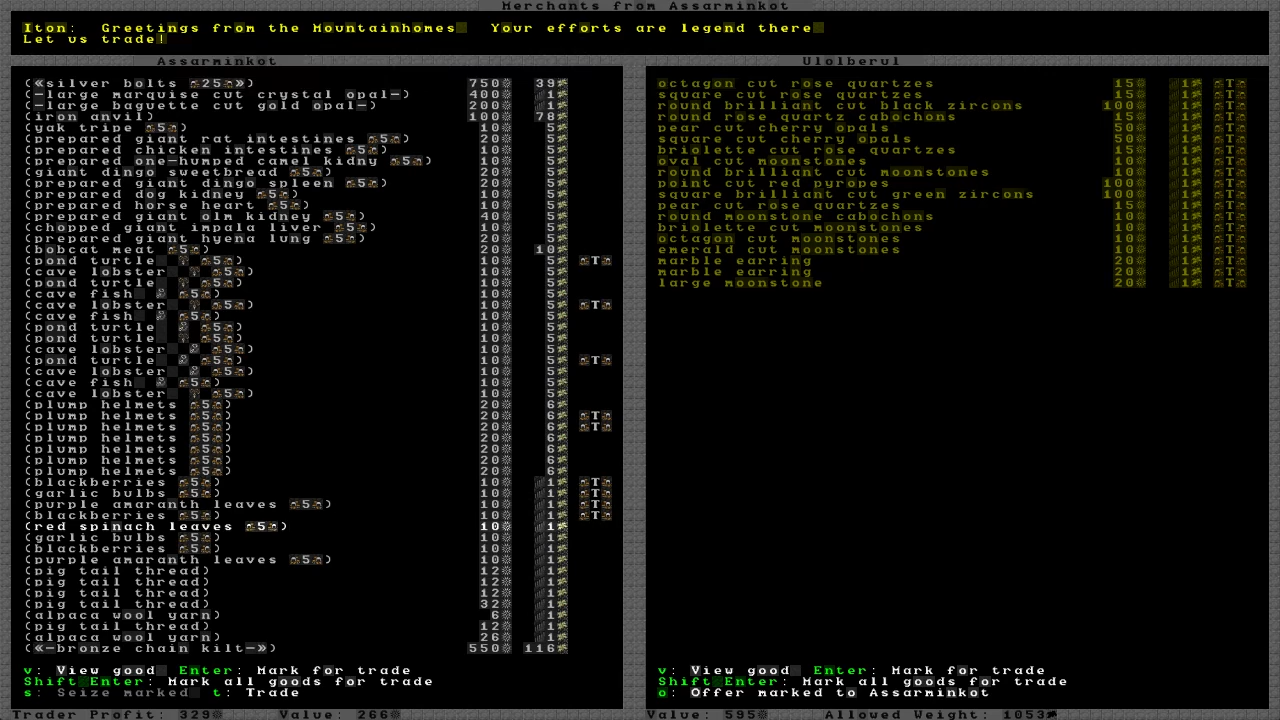 Merchants from Assarminkot
Iton: Greetings from the Mountainhomes. Your efforts are legend there.
Let us trade!
Assarminkot
(«silver bolts [25]») 750 39
(-large marquise cut crystal opal-) 400 1
(-large baguette cut gold opal-) 200 1
(iron anvil) 100 78
(yak tripe [5]) 10 5
(prepared giant rat intestines [5]) 20 5
(prepared chicken intestines [5]) 10 5
(prepared one-humped camel kidny [5]) 10 5
(giant dingo sweetbread [5]) 20 5
(prepared giant dingo spleen [5]) 20 5
(prepared dog kidney [5]) 10 5
(prepared horse heart [5]) 10 5
(prepared giant olm kidney [5]) 40 5
(chopped giant impala liver [5]) 20 5
(prepared giant hyena lung [5]) 20 5
(bobcat meat [5]) 20 10
(pond turtle [5]) 10 5 [T]
(cave lobster [5]) 10 5
(pond turtle [5]) 10 5
(cave fish [5]) 10 5
(cave lobster [5]) 10 5 [T]
(cave fish [5]) 10 5
(pond turtle [5]) 10 5
(pond turtle [5]) 10 5
(cave lobster [5]) 10 5
(pond turtle [5]) 10 5 [T]
(cave lobster [5]) 10 5
(cave fish [5]) 10 5
(cave lobster [5]) 10 5
(plump helmets [5]) 20 6
(plump helmets [5]) 20 6 [T]
(plump helmets [5]) 20 6 [T]
(plump helmets [5]) 20 6
(plump helmets [5]) 20 6
(plump helmets [5]) 20 6
(plump helmets [5]) 20 6
(blackberries [5]) 10 1 [T]
(garlic bulbs [5]) 10 1 [T]
(purple amaranth leaves [5]) 10 1 [T]
(blackberries [5]) 10 1 [T]
(red spinach leaves [5]) 10 1
(garlic bulbs [5]) 10 1
(blackberries [5]) 10 1
(purple amaranth leaves [5]) 10 1
(pig tail thread) 12 1
(pig tail thread) 12 1
(pig tail thread) 12 1
(pig tail thread) 32 1
(alpaca wool yarn) 6 1
(pig tail thread) 12 1
(alpaca wool yarn) 26 1
(«-bronze chain kilt-») 550 116
v: View good Enter: Mark for trade
Shift Enter: Mark all goods for trade
s: Seize marked t: Trade
Trader Profit: 329 Value: 266
Ulolberul
octagon cut rose quartzes 15 1 [T]
square cut rose quartzes 15 1 [T]
round brilliant cut black zircons 100 1 [T]
round rose quartz cabochons 15 1 [T]
pear cut cherry opals 50 1 [T]
square cut cherry opals 50 1 [T]
briolette cut rose quartzes 15 1 [T]
oval cut moonstones 10 1 [T]
round brilliant cut moonstones 10 1 [T]
point cut red pyropes 100 1 [T]
square brilliant cut green zircons 100 1 [T]
pear cut rose quartzes 15 1 [T]
round moonstone cabochons 10 1 [T]
briolette cut moonstones 10 1 [T]
octagon cut moonstones 10 1 [T]
emerald cut moonstones 10 1 [T]
marble earring 20 1 [T]
marble earring 20 1 [T]
large moonstone 20 1 [T]
v: View good Enter: Mark for trade
Shift Enter: Mark all goods for trade
o: Offer marked to Assarminkot
Value: 595 Allowed Weight: 1053